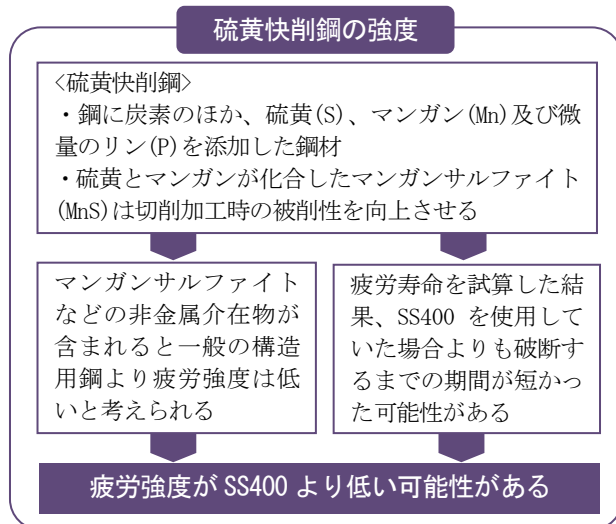 硫黄快削鋼の強度
<硫黄快削鋼>
・鋼に炭素のほか、硫黄(S)、マンガン(Mn)及び微
量のリン(P)を添加した鋼材
・硫黄とマンガンが化合したマンガンサルファイト
(MnS)は切削加工時の被削性を向上させる
マンガンサルファイト
などの非金属介在物が
含まれると一般の構造
用鋼より疲労強度は低
いと考えられる
疲労寿命を試算した結
果、SS400 を使用して
いた場合よりも破断す
るまでの期間が短かっ
た可能性がある
疲労強度が SS400 より低い可能性がある